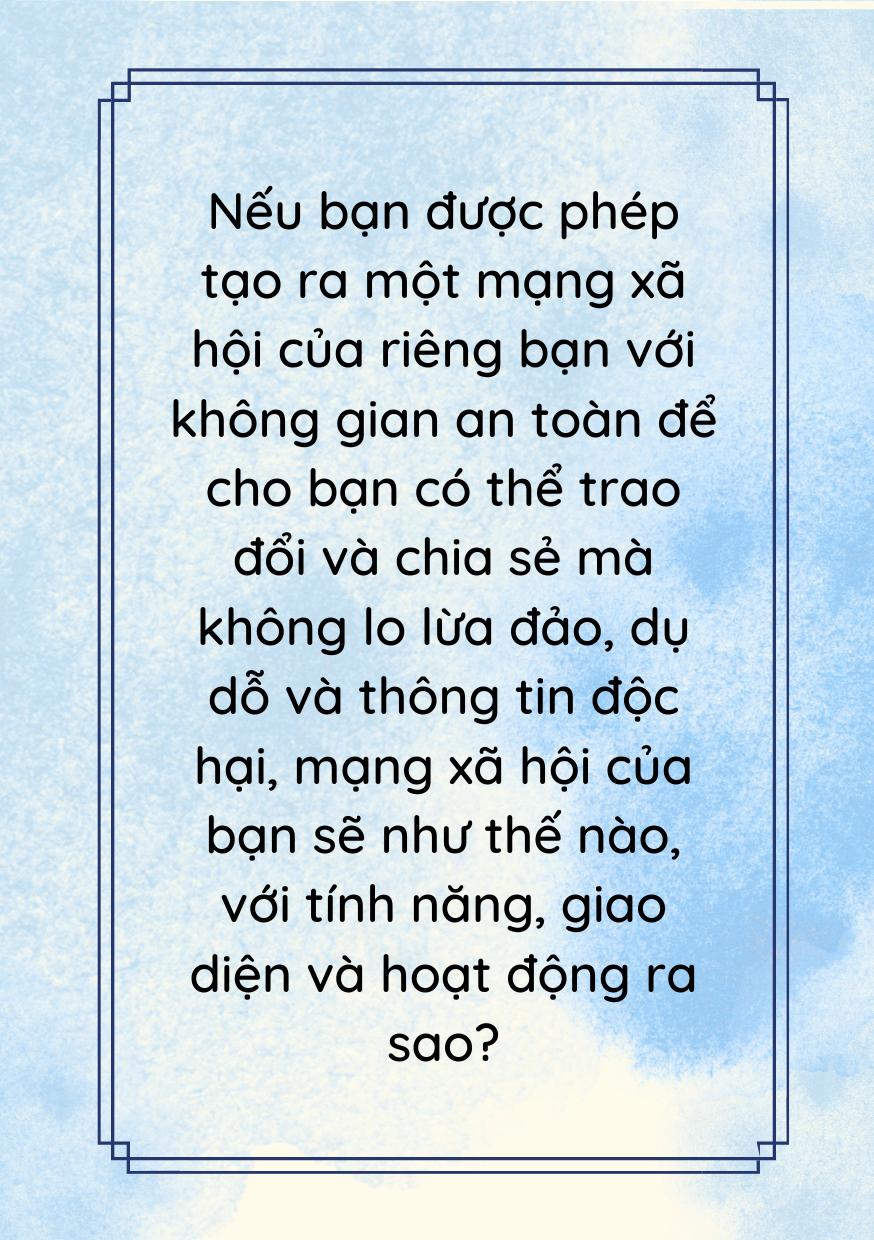 Nếu bạn được phép
tạo ra một mạng xã
hội của riêng bạn với
không gian an toàn để
cho bạn có thể trao
đổi và chia sẻ mà
không lo lừa đảo, dụ
dỗ và thông tin độc
hại, mạng xã hội của
bạn sẽ như thế nào,
với tính năng, giao
diện và hoạt động ra
sao?